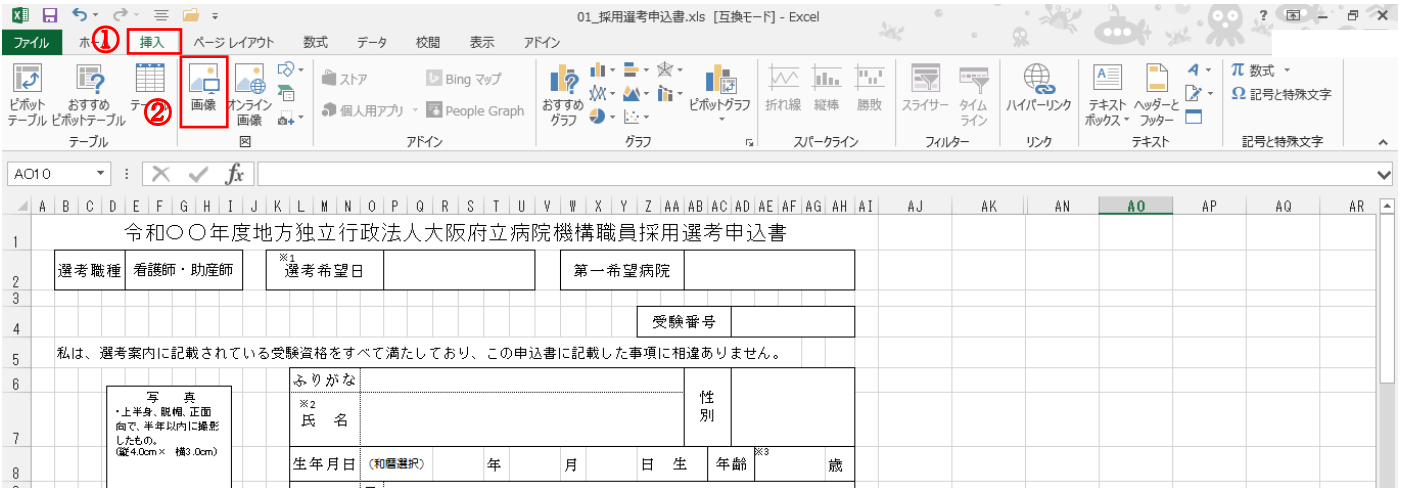 01_採用選考申込書.xls [互換モード] - Excel
ファイル ホーム ① 挿入 ページ レイアウト 数式 データ 校閲 表示 アドイン
ピボット
テーブル
おすすめ
ピボットテーブル
テーブル
②
画像
オンライン
画像
ストア
個人用アプリ
Bing マップ
People Graph
おすすめ
グラフ
ピボットグラフ
折れ線
縦棒
勝敗
スライサー
タイム
ライン
ハイパーリンク
テキスト
ボックス
ヘッダーと
フッター
π 数式
Ω 記号と特殊文字
テーブル 図 アドイン グラフ スパークライン フィルター リンク テキスト 記号と特殊文字
AO10 fx
A B C D E F G H I J K L M N O P Q R S T U V W X Y Z AA AB AC AD AE AF AG AH AI AJ AK AN AO AP AQ AR
1 令和〇〇年度地方独立行政法人大阪府立病院機構職員採用選考申込書
2 選考職種 看護師・助産師 ※1 選考希望日 第一希望病院
3
4 受験番号
5 私は、選考案内に記載されている受験資格をすべて満たしており、この申込書に記載した事項に相違ありません。
6 ふりがな
性別
写 真
・上半身、脱帽、正面
向で、半年以内に撮影
したもの。
(縦4.0cm× 横3.0cm)
7 ※2 氏 名
8 生年月日 (和暦選択) 年 月 日 生 年齢 ※3 歳